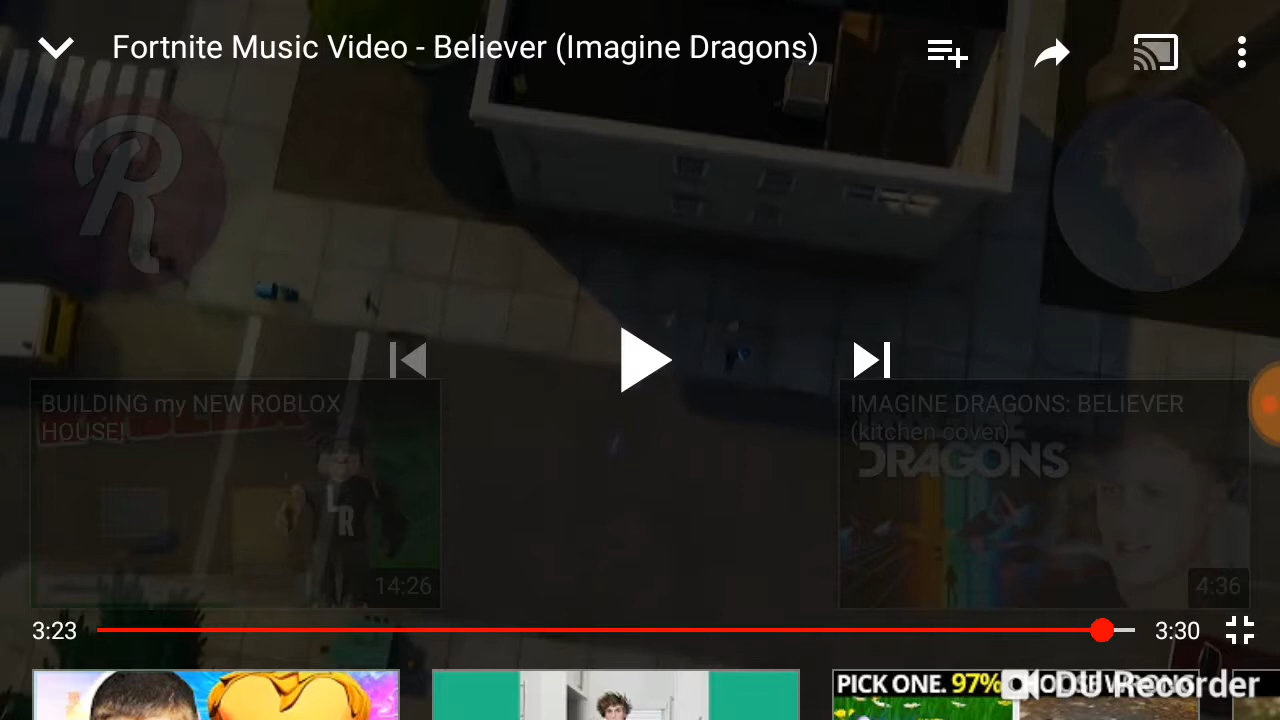 Fortnite Music Video - Believer (Imagine Dragons)
R
BUILDING my NEW ROBLOX
HOUSE!
L
R
14:26
IMAGINE DRAGONS: BELIEVER
(kitchen cover)
DRAGONS
4:36
3:23
3:30
PICK ONE. 97%
DU Recorder